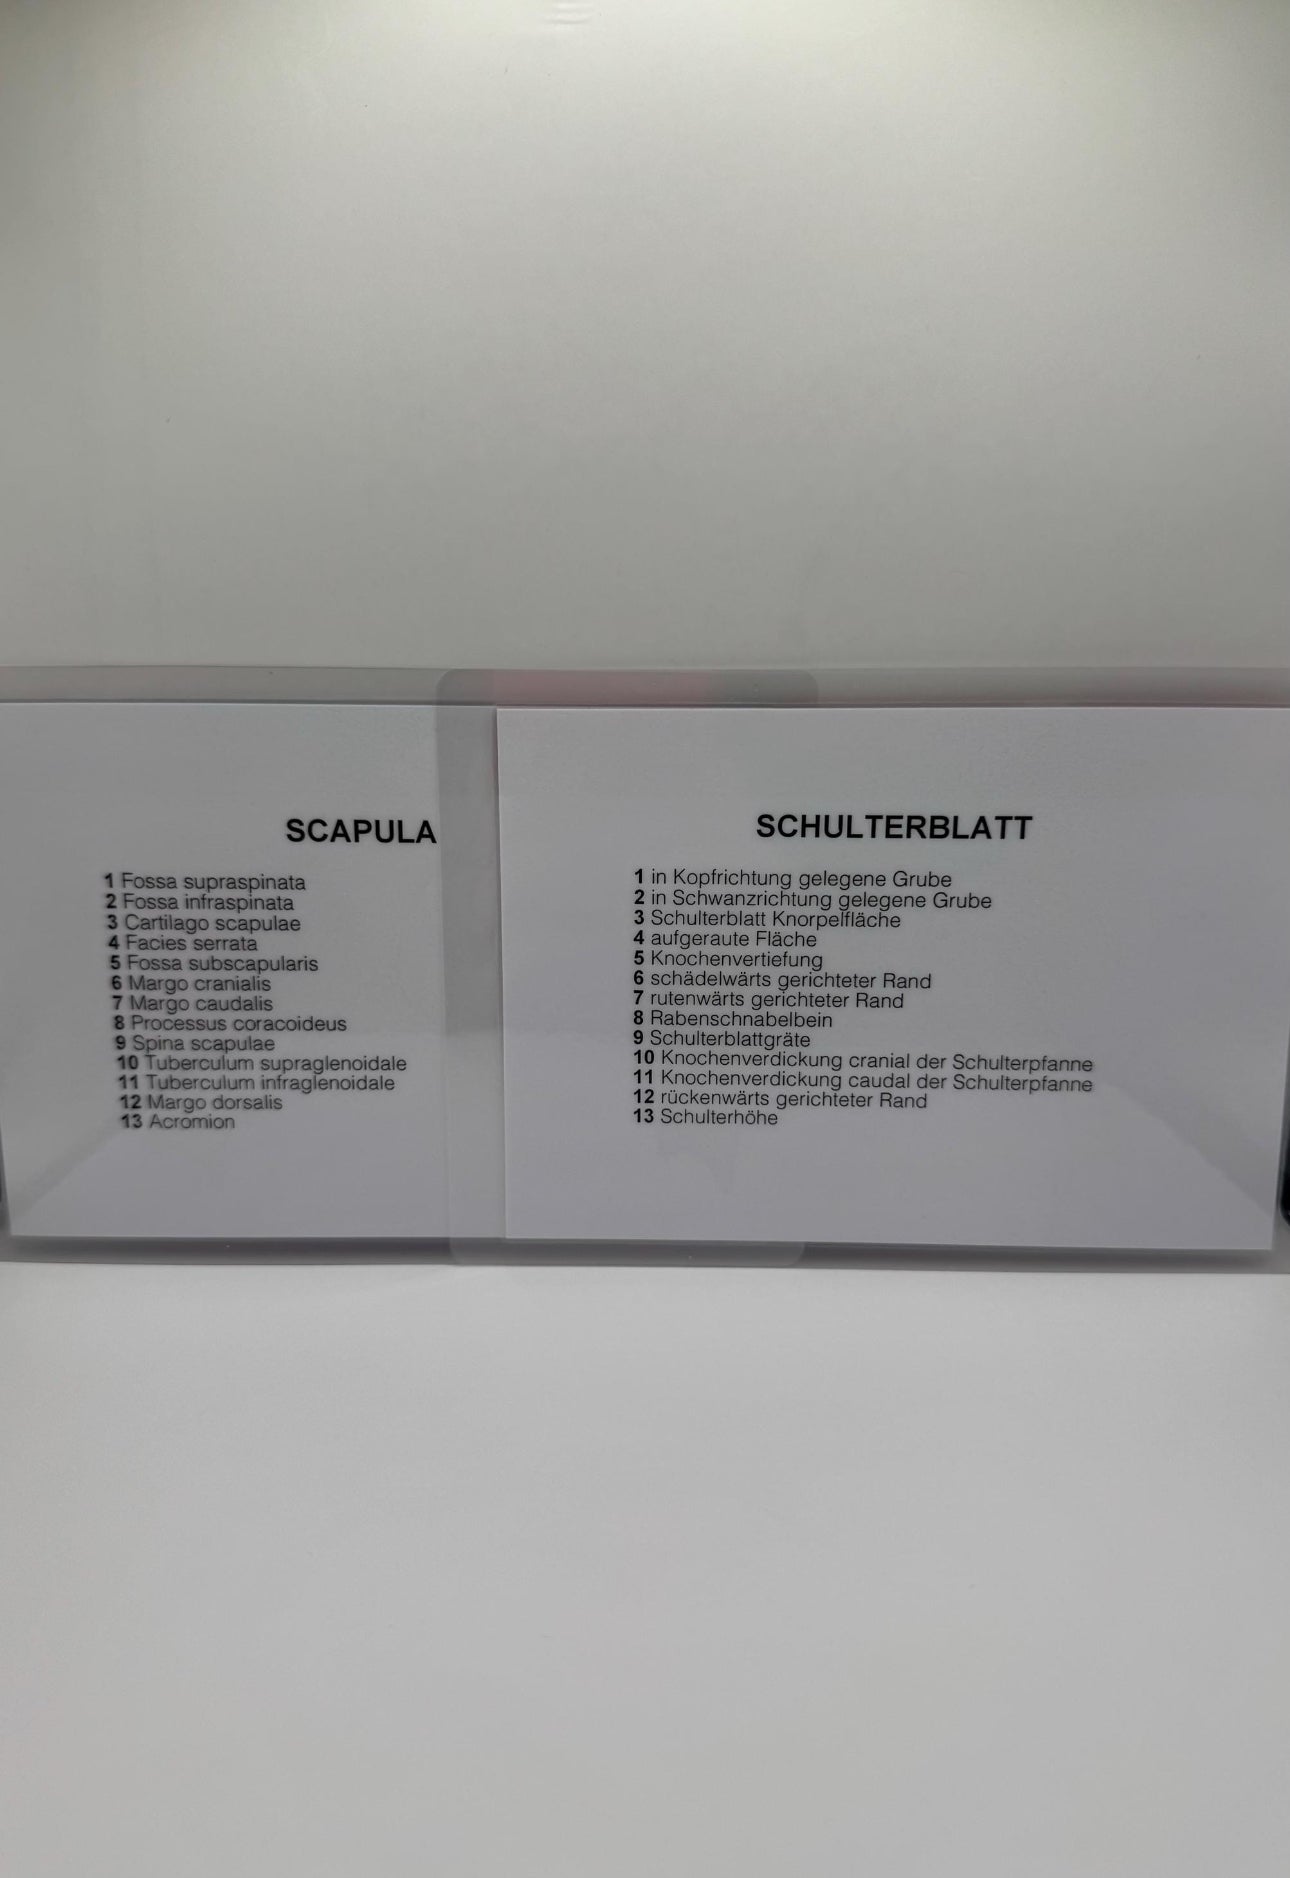 SCAPULA
1 Fossa supraspinata
2 Fossa infraspinata
3 Cartilago scapulae
4 Facies serrata
5 Fossa subscapularis
6 Margo cranialis
7 Margo caudalis
8 Processus coracoideus
9 Spina scapulae
10 Tuberculum supraglenoidale
11 Tuberculum infraglenoidale
12 Margo dorsalis
13 Acromion
SCHULTERBLATT
1 in Kopfrichtung gelegene Grube
2 in Schwanzrichtung gelegene Grube
3 Schulterblatt Knorpelfläche
4 aufgeraute Fläche
5 Knochenvertiefung
6 schädelwärts gerichteter Rand
7 rutenwärts gerichteter Rand
8 Rabenschnabelbein
9 Schulterblattgräte
10 Knochenverdickung cranial der Schulterpfanne
11 Knochenverdickung caudal der Schulterpfanne
12 rückenwärts gerichteter Rand
13 Schulterhöhe